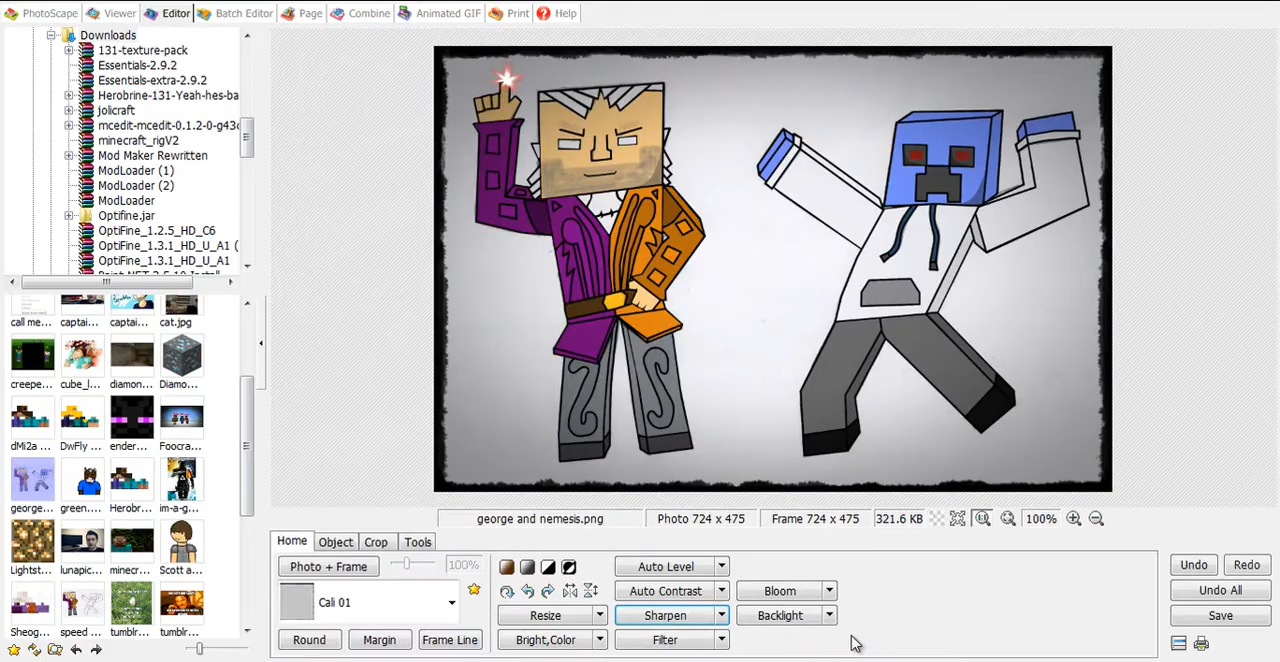 PhotoScape Viewer Editor Batch Editor Page Combine Animated GIF Print Help
Downloads
131-texture-pack
Essentials-2.9.2
Essentials-extra-2.9.2
Herobrine-131-Yeah-hes-ba
jolicraft
mcedit-mcedit-0.1.2-0-g43c
minecraft_rigV2
Mod Maker Rewritten
ModLoader (1)
ModLoader (2)
ModLoader
Optifine.jar
OptiFine_1.2.5_HD_C6
OptiFine_1.3.1_HD_U_A1 (
OptiFine_1.3.1_HD_U_A1
call me... captai... captai... cat.jpg
creepe... cube_l... diamon... Diamo...
dMi2a ... DwFly ... ender... Foocra...
george... green.... Herobr... im-a-g...
Lightst... lunapic... minecr... Scott a...
Sheog... speed ... tumblr... tumblr...
george and nemesis.png Photo 724 x 475 Frame 724 x 475 321.6 KB 100%
Home Object Crop Tools
Photo + Frame 100% Auto Level Undo Redo
Cali 01 Auto Contrast Bloom Undo All
Resize Sharpen Backlight Save
Round Margin Frame Line Bright,Color Filter